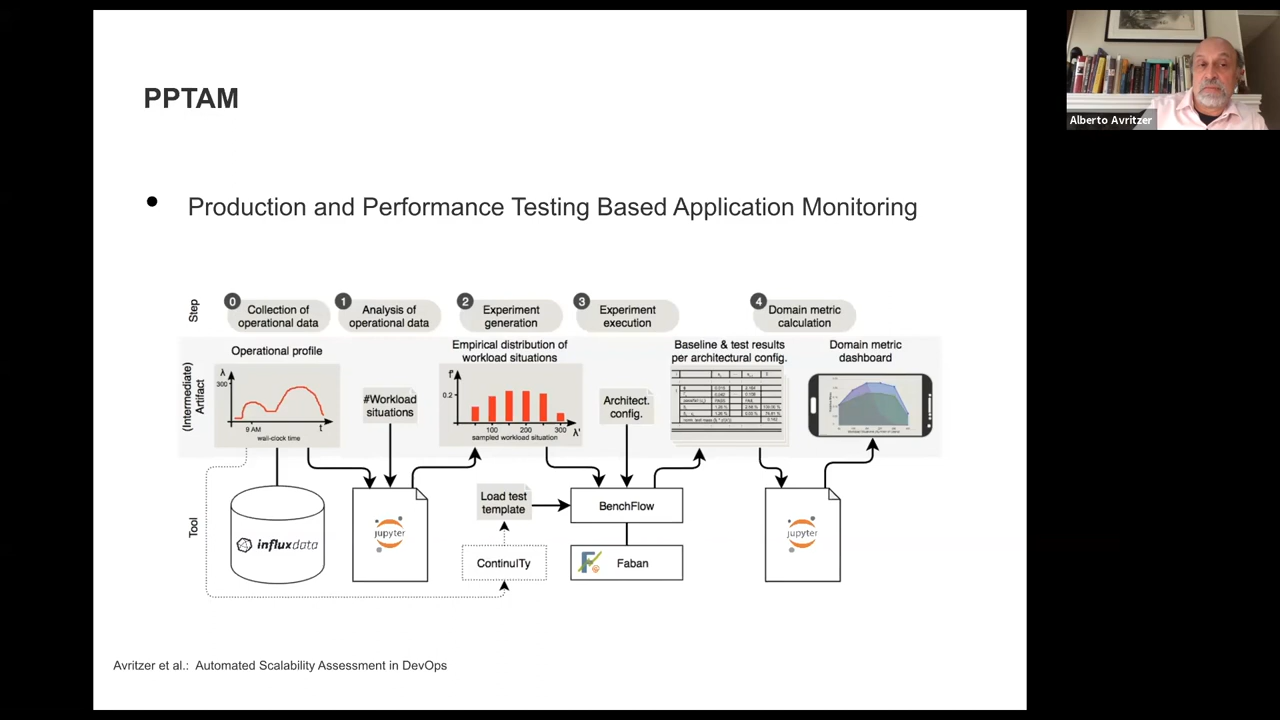 PPTAM
• Production and Performance Testing Based Application Monitoring
Step
0
Collection of
operational data
1
Analysis of
operational data
2
Experiment
generation
3
Experiment
execution
4
Domain metric
calculation
(Intermediate)
Artifact
Operational profile
λ
300
9 AM
t
wall-clock time
#Workload
situations
Empirical distribution of
workload situations
f'
0.2
100
200
300
λ'
sampled workload situation
Architect.
config.
Baseline & test results
per architectural config.
Domain metric
dashboard
Tool
influxdata
jupyter
Load test
template
ContinuITy
BenchFlow
Faban
jupyter
Avritzer et al.: Automated Scalability Assessment in DevOps
Alberto Avritzer